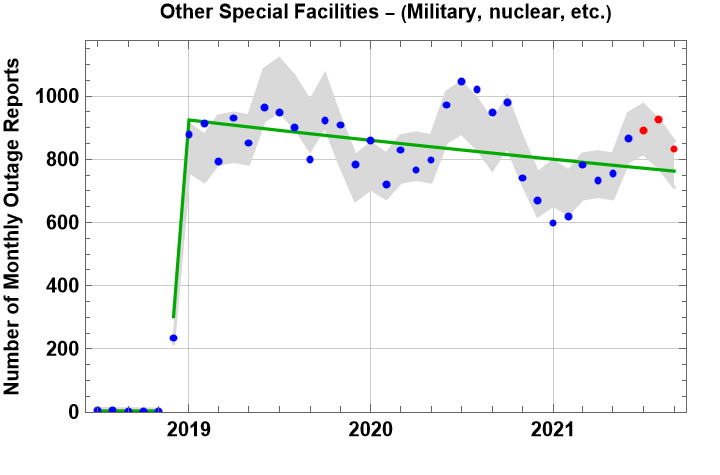 Other Special Facilities – (Military, nuclear, etc.)
Number of Monthly Outage Reports
1000
800
600
400
200
0
2019 2020 2021